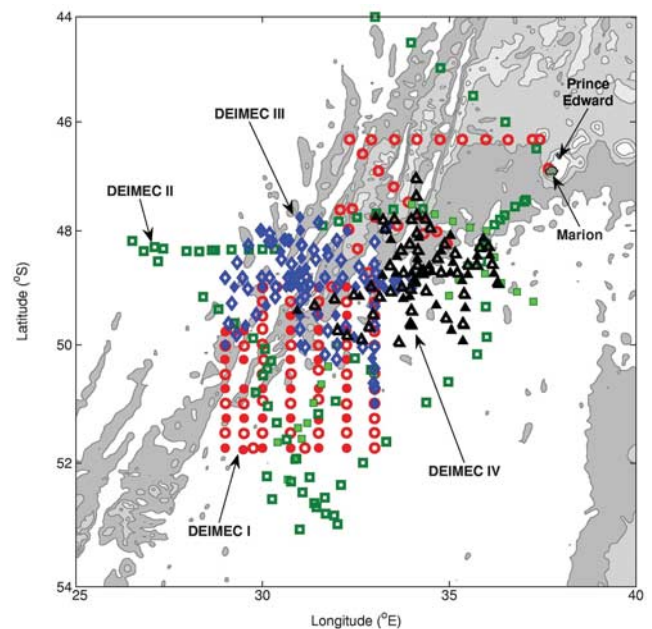 44
46
48
50
52
54
25
30
35
40
Latitude (°S)
Longitude (°E)
DEIMEC III
DEIMEC II
Prince
Edward
Marion
DEIMEC IV
DEIMEC I